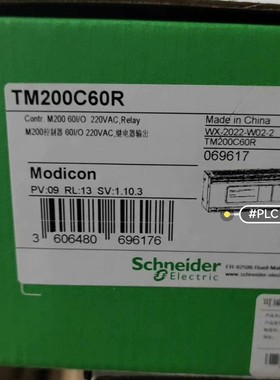 TM200C60R
Contr. M200 60I/O 220VAC,Relay
M200控制器 60I/O 220VAC,继电器输出
Made in China
WX-2022-W02-2
TM200C60R
069617
Modicon
PV:09 RL:13 SV:1.10.3
#PLC
3 606480 696176
Schneider
Electric